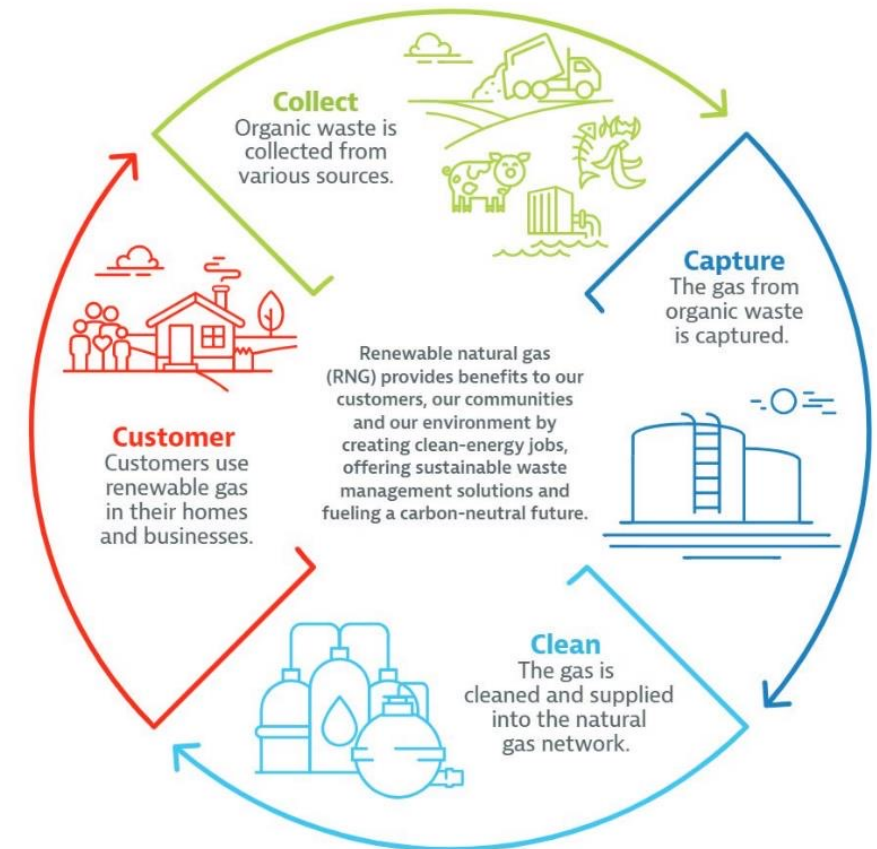 Collect
Organic waste is
collected from
various sources.
Capture
The gas from
organic waste
is captured.
Renewable natural gas
(RNG) provides benefits to our
customers, our communities
and our environment by
creating clean-energy jobs,
offering sustainable waste
management solutions and
fueling a carbon-neutral future.
Clean
The gas is
cleaned and supplied
into the natural
gas network.
Customer
Customers use
renewable gas
in their homes
and businesses.